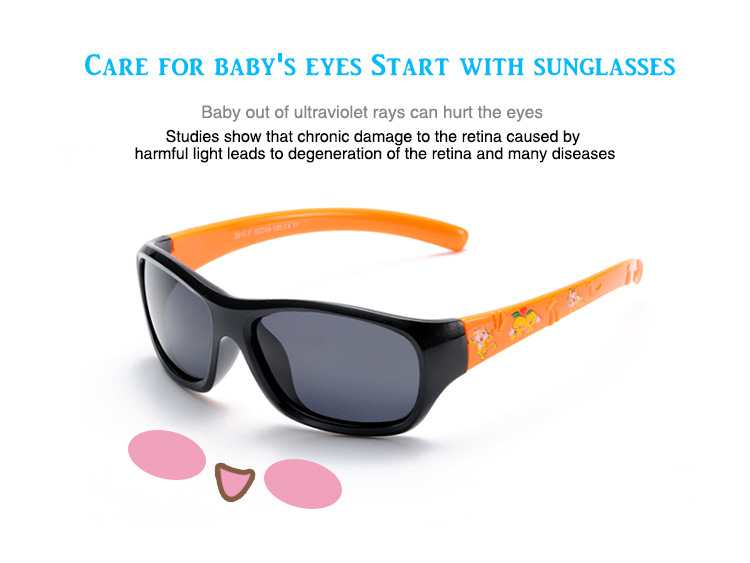 Care for baby's eyes Start with sunglasses
Baby out of ultraviolet rays can hurt the eyes
Studies show that chronic damage to the retina caused by
harmful light leads to degeneration of the retina and many diseases